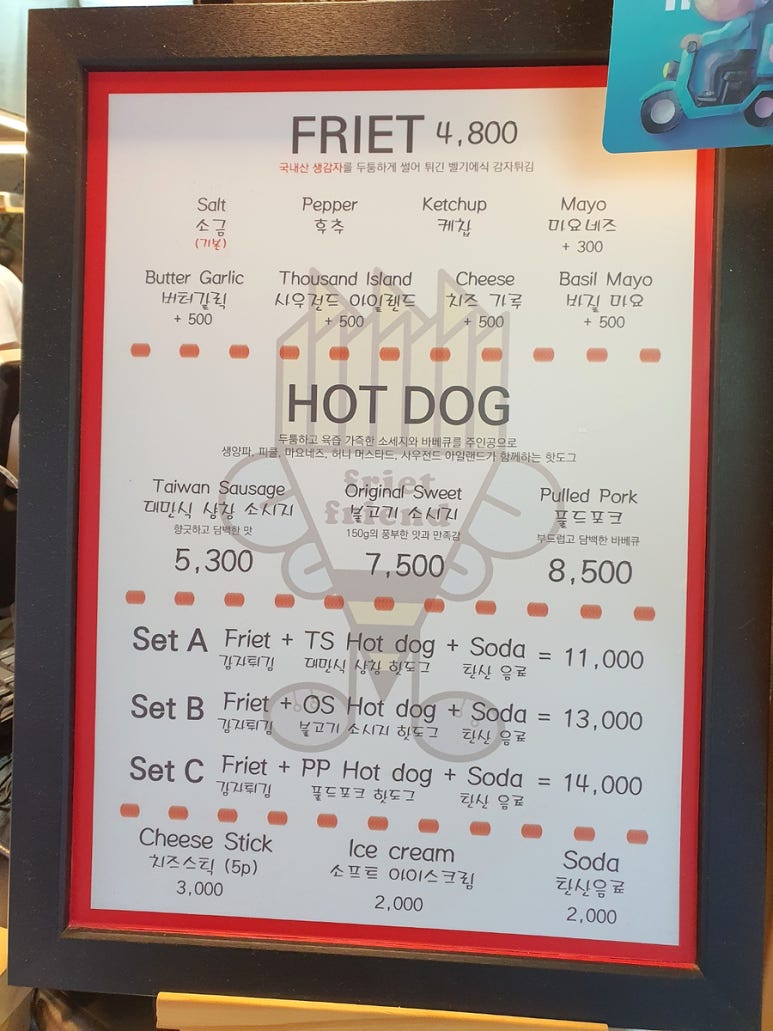 FRIET 4,800
국내산 생감자를 두툼하게 썰어 튀긴 벨기에식 감자튀김
Salt Pepper Ketchup Mayo
소금 후추 케찹 마요네즈
(기본) + 300
Butter Garlic Thousand Island Cheese Basil Mayo
버터갈릭 사우전드 아일랜드 치즈 가루 바질 마요
+ 500 + 500 + 500 + 500
HOT DOG
두툼하고 육즙 가득한 소세지와 바베큐를 주인공으로
생양파, 피클, 마요네즈, 허니 머스타드, 사우전드 아일랜드가 함께하는 핫도그
friet
friend
Taiwan Sausage Original Sweet Pulled Pork
대만식 샹창 소시지 불고기 소시지 풀드포크
향긋하고 담백한 맛 150g의 풍부한 맛과 만족감 부드럽고 담백한 바베큐
5,300 7,500 8,500
Set A Friet + TS Hot dog + Soda = 11,000
감자튀김 대만식 샹창 핫도그 탄산 음료
Set B Friet + OS Hot dog + Soda = 13,000
감자튀김 불고기 소시지 핫도그 탄산 음료
Set C Friet + PP Hot dog + Soda = 14,000
감자튀김 풀드포크 핫도그 탄산 음료
Cheese Stick Ice cream Soda
치즈스틱 (5p) 소프트 아이스크림 탄산음료
3,000 2,000 2,000